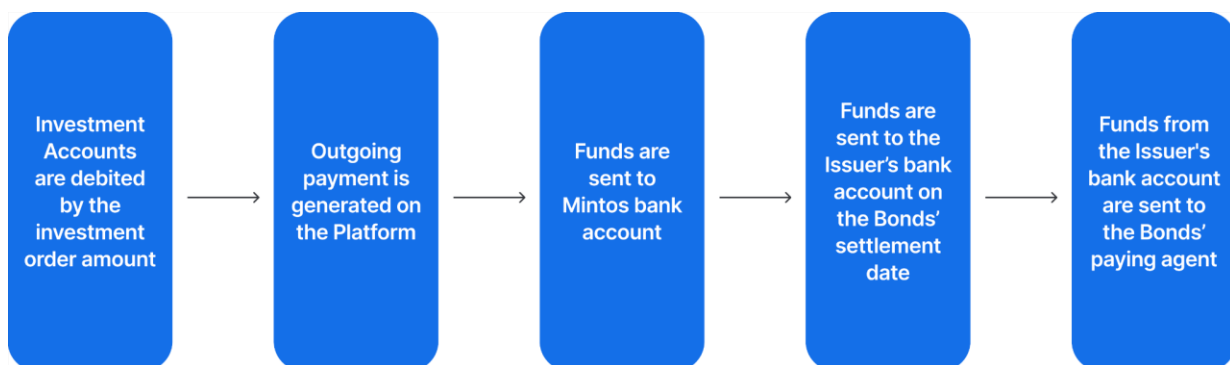 Investment
Accounts
are debited
by the
investment
order amount
Outgoing
payment is
generated on
the Platform
Funds are
sent to
Mintos bank
account
Funds are
sent to the
Issuer’s bank
account on
the Bonds’
settlement
date
Funds from
the Issuer's
bank account
are sent to
the Bonds’
paying agent